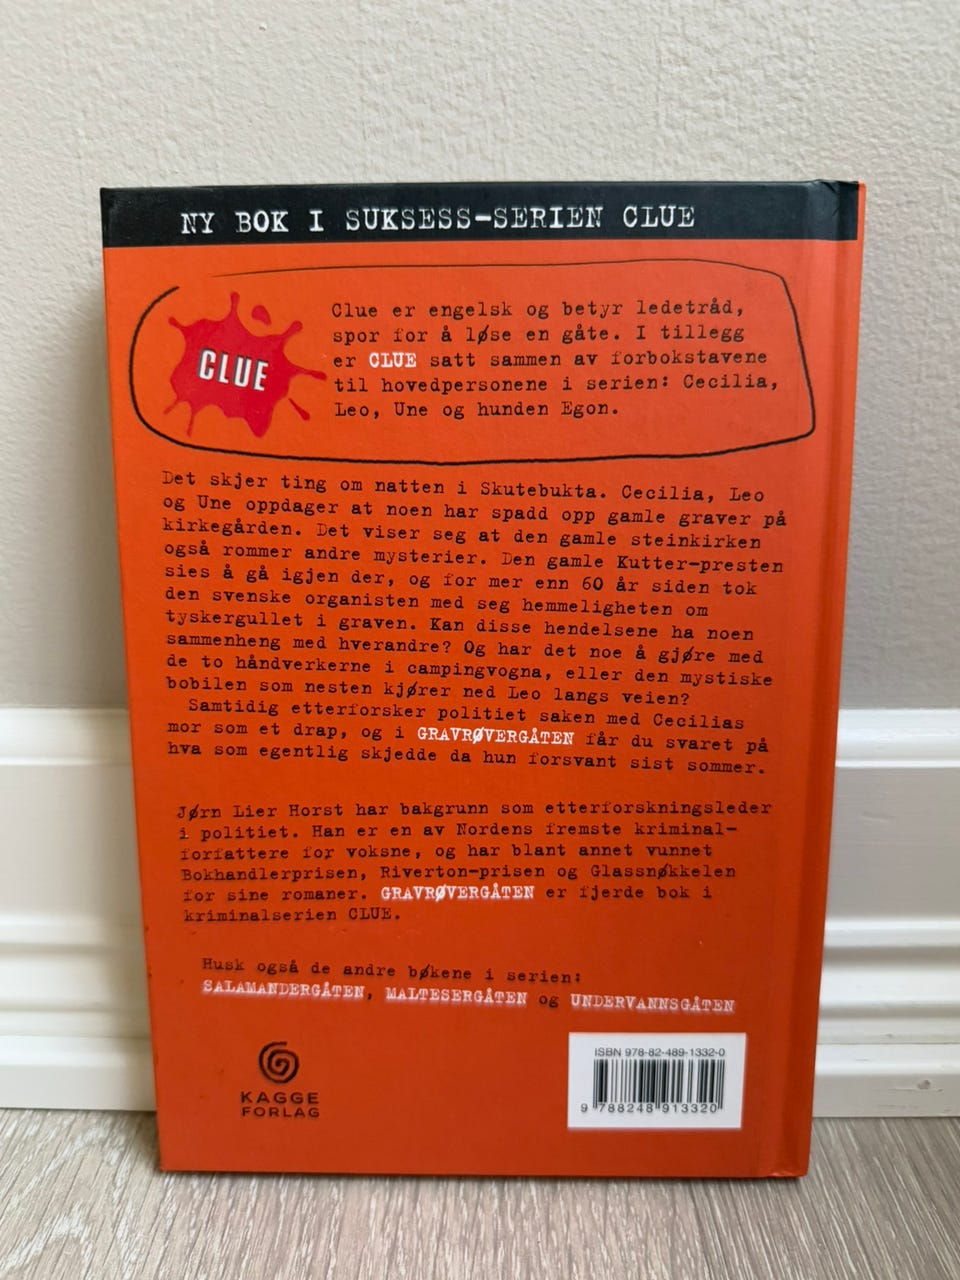 NY BOK I SUKSESS-SERIEN CLUE
CLUE
Clue er engelsk og betyr ledetråd,
spor for å løse en gåte. I tillegg
er CLUE satt sammen av forbokstavene
til hovedpersonene i serien: Cecilia,
Leo, Une og hunden Egon.
Det skjer ting om natten i Skutebukta. Cecilia, Leo
og Une oppdager at noen har spadd opp gamle graver på
kirkegården. Det viser seg at den gamle steinkirken
også rommer andre mysterier. Den gamle Kutter-presten
sies å gå igjen der, og for mer enn 60 år siden tok
den svenske organisten med seg hemmeligheten om
tyskergullet i graven. Kan disse hendelsene ha noen
sammenheng med hverandre? Og har det noe å gjøre med
de to håndverkerne i campingvogna, eller den mystiske
bobilen som nesten kjører ned Leo langs veien?
Samtidig etterforsker politiet saken med Cecilias
mor som et drap, og i GRAVRØVERGÅTEN får du svaret på
hva som egentlig skjedde da hun forsvant sist sommer.
Jørn Lier Horst har bakgrunn som etterforskningsleder
i politiet. Han er en av Nordens fremste kriminal-
forfattere for voksne, og har blant annet vunnet
Bokhandlerprisen, Riverton-prisen og Glassnøkkelen
for sine romaner. GRAVRØVERGÅTEN er fjerde bok i
kriminalserien CLUE.
Husk også de andre bøkene i serien:
SALAMANDERGÅTEN, MALTESERGÅTEN og UNDERVANNSGÅTEN
KAGGE
FORLAG
ISBN 978-82-489-1332-0
9 788248 913320